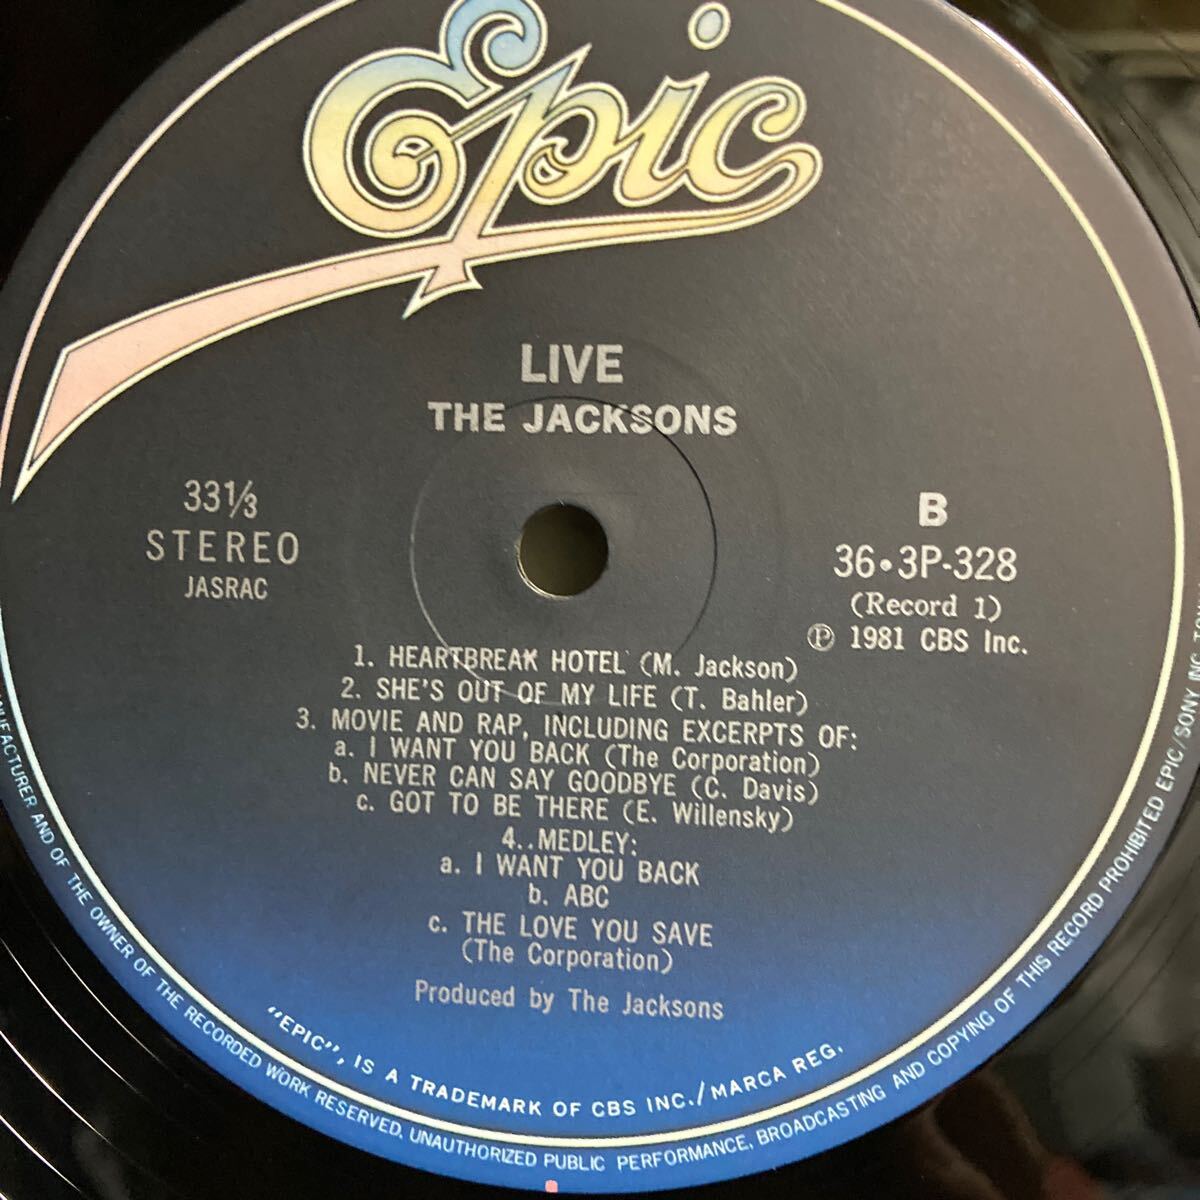 Epic
LIVE
THE JACKSONS
33⅓
STEREO
JASRAC
B
36・3P-328
(Record 1)
Ⓟ 1981 CBS Inc.
1. HEARTBREAK HOTEL (M. Jackson)
2. SHE'S OUT OF MY LIFE (T. Bahler)
3. MOVIE AND RAP, INCLUDING EXCERPTS OF:
a. I WANT YOU BACK (The Corporation)
b. NEVER CAN SAY GOODBYE (C. Davis)
c. GOT TO BE THERE (E. Willensky)
4..MEDLEY:
a. I WANT YOU BACK
b. ABC
c. THE LOVE YOU SAVE
(The Corporation)
Produced by The Jacksons
"EPIC", IS A TRADEMARK OF CBS INC./MARCA REG.
AND OF THE OWNER OF THE RECORDED WORK RESERVED. UNAUTHORIZED PUBLIC PERFORMANCE, BROADCASTING AND COPYING OF THIS RECORD PROHIBITED EPIC/SONY INC.